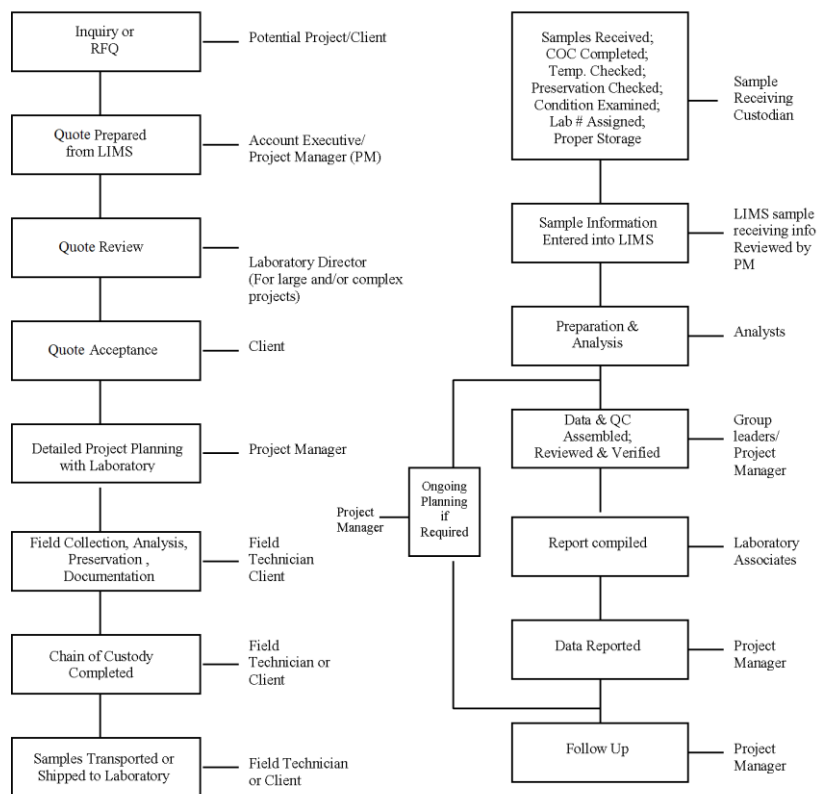 Inquiry or
RFQ
Potential Project/Client
Quote Prepared
from LIMS
Account Executive/
Project Manager (PM)
Quote Review
Laboratory Director
(For large and/or complex
projects)
Quote Acceptance
Client
Detailed Project Planning
with Laboratory
Project Manager
Field Collection, Analysis,
Preservation ,
Documentation
Field
Technician
Client
Chain of Custody
Completed
Field
Technician or
Client
Samples Transported or
Shipped to Laboratory
Field Technician
or Client
Samples Received;
COC Completed;
Temp. Checked;
Preservation Checked;
Condition Examined;
Lab # Assigned;
Proper Storage
Sample
Receiving
Custodian
Sample Information
Entered into LIMS
LIMS sample
receiving info
Reviewed by
PM
Preparation &
Analysis
Analysts
Data & QC
Assembled;
Reviewed & Verified
Group
leaders/
Project
Manager
Project
Manager
Ongoing
Planning
if
Required
Report compiled
Laboratory
Associates
Data Reported
Project
Manager
Follow Up
Project
Manager